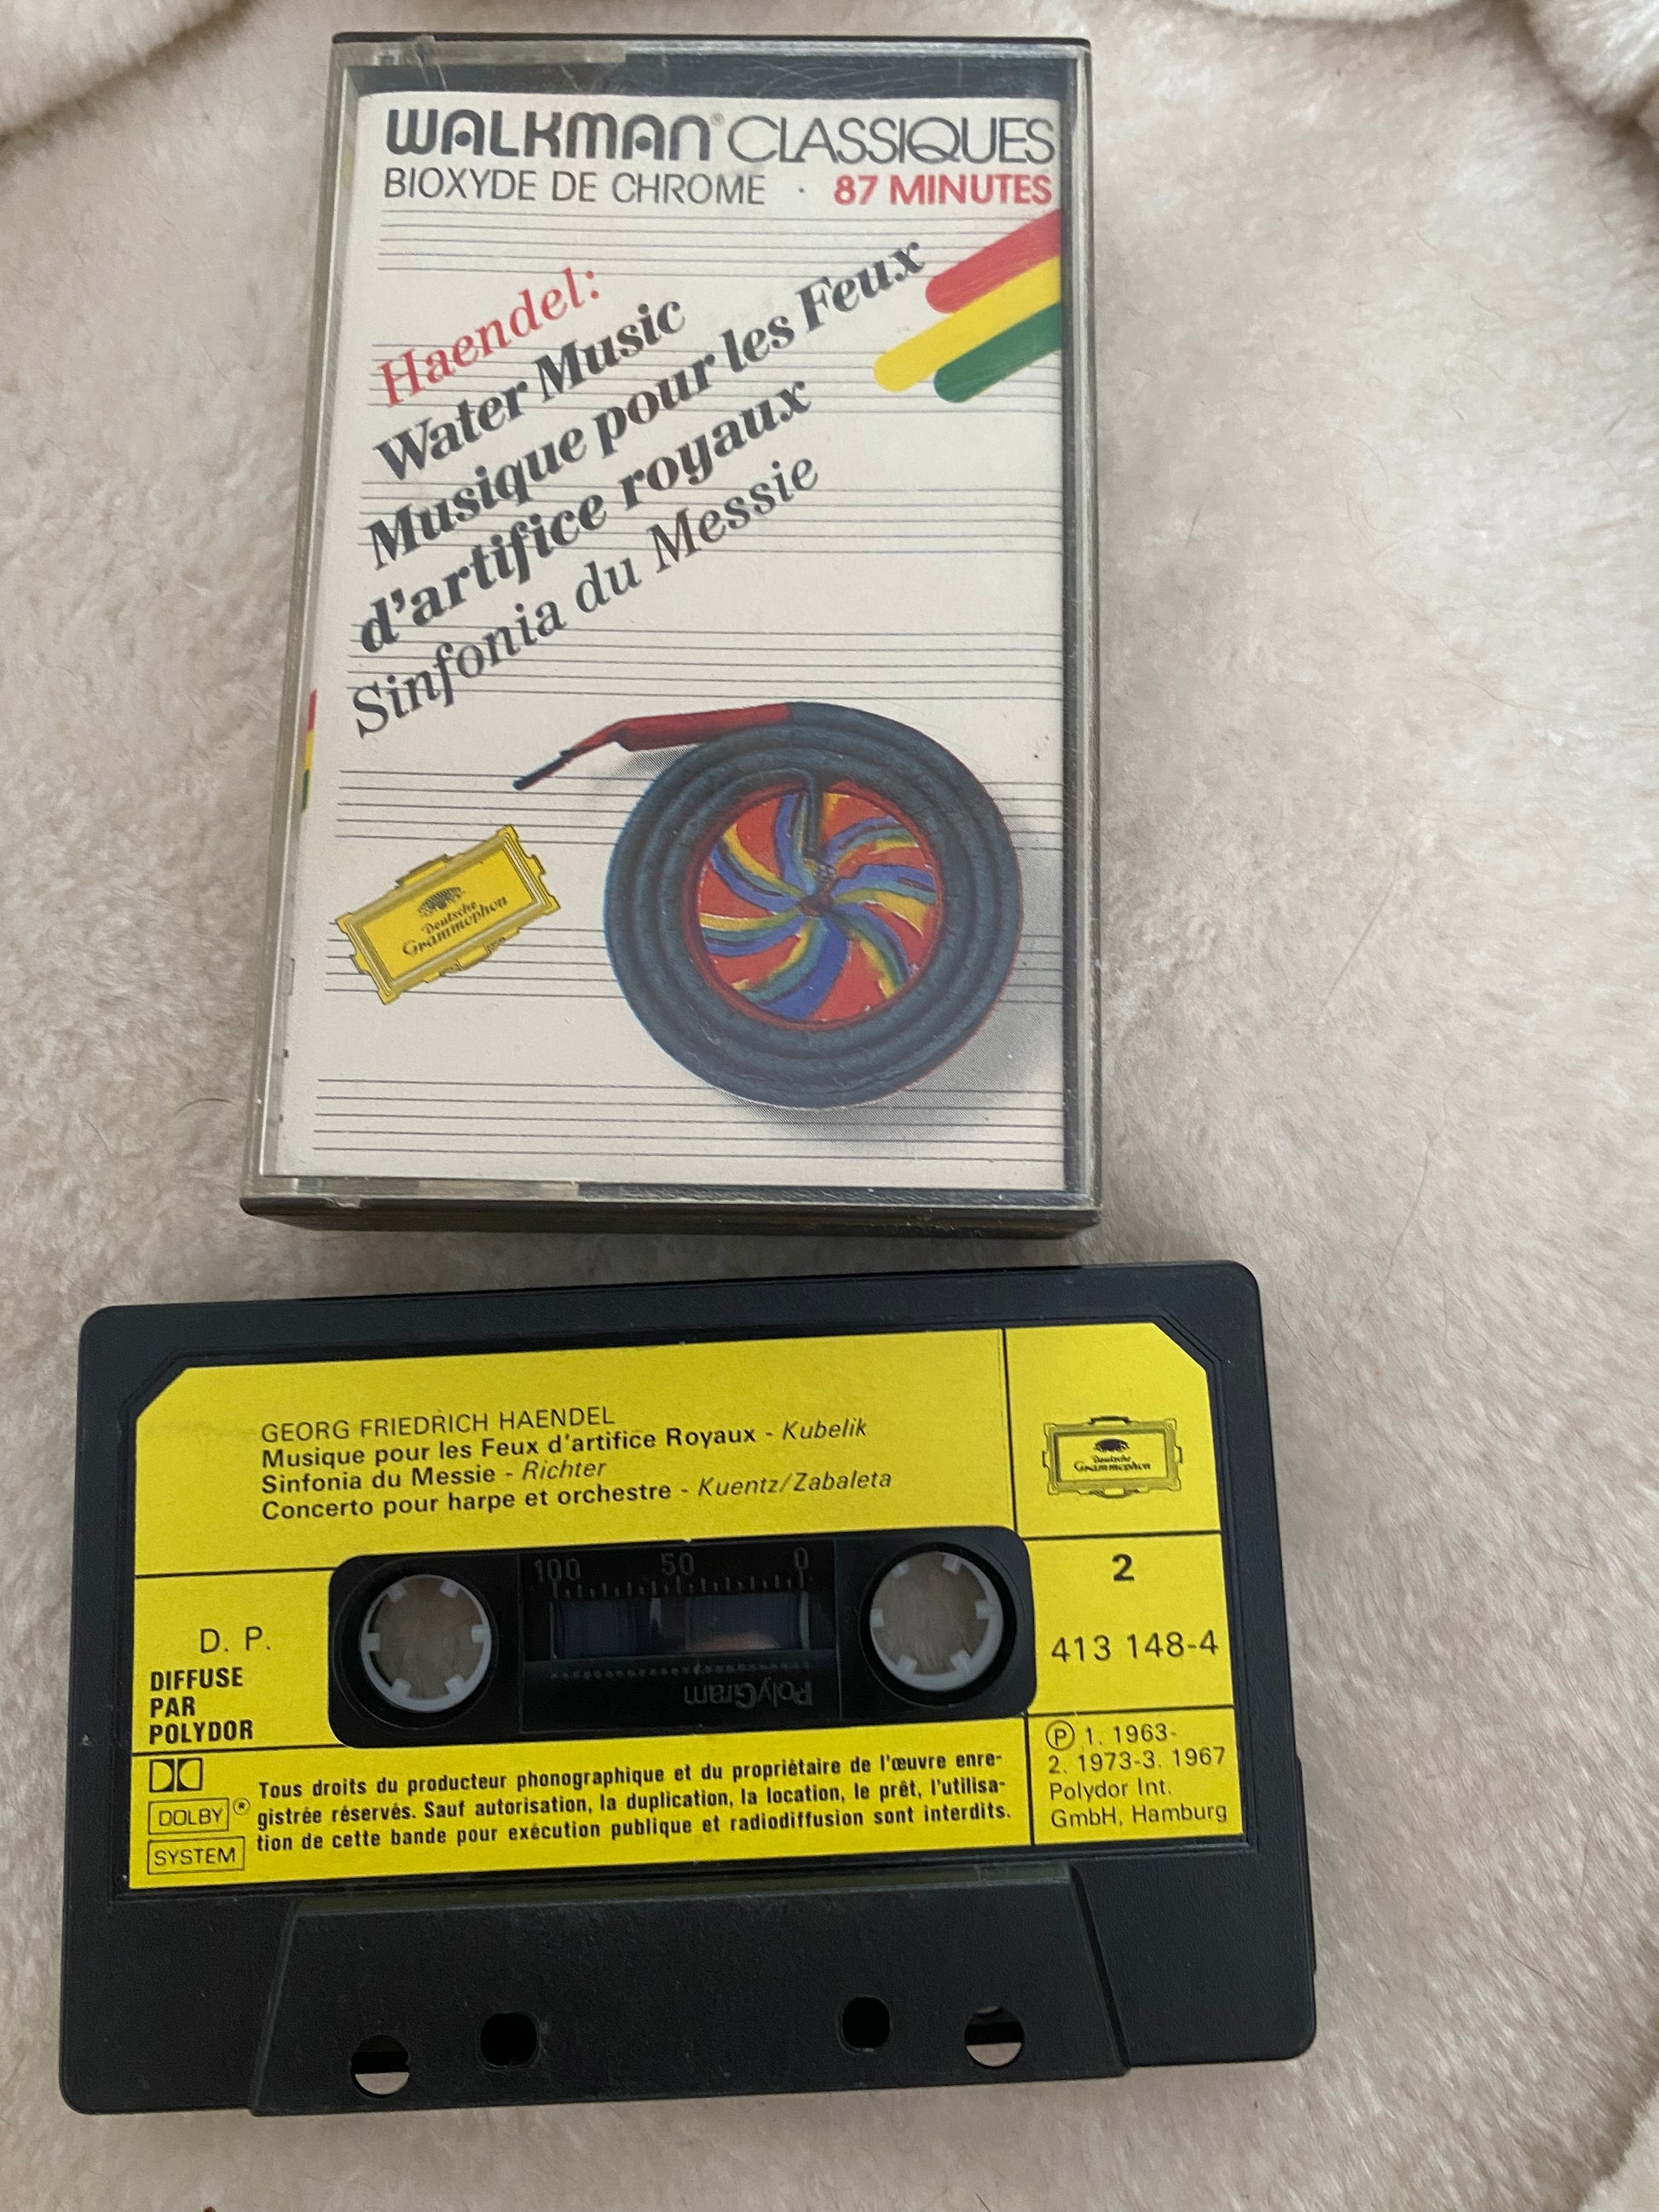 WALKMAN® CLASSIQUES
BIOXYDE DE CHROME · 87 MINUTES
Haendel:
Water Music
Musique pour les Feux
d'artifice royaux
Sinfonia du Messie
Deutsche
Grammophon
GEORG FRIEDRICH HAENDEL
Musique pour les Feux d'artifice Royaux - Kubelik
Sinfonia du Messie - Richter
Concerto pour harpe et orchestre - Kuentz/Zabaleta
Deutsche
Grammophon
100 50 0
PolyGram
2
413 148-4
D. P.
DIFFUSE
PAR
POLYDOR
DOLBY ®
SYSTEM
Tous droits du producteur phonographique et du propriétaire de l'œuvre enre-
gistrée réservés. Sauf autorisation, la duplication, la location, le prêt, l'utilisa-
tion de cette bande pour exécution publique et radiodiffusion sont interdits.
Ⓟ 1. 1963-
2. 1973-3. 1967
Polydor Int.
GmbH, Hamburg